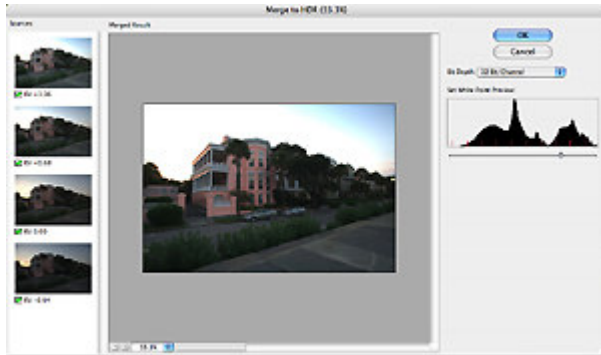 Merge to HDR (33.3%)
Sources
Merged Result
OK
Cancel
Bit Depth: 32 Bit/Channel
Set White Point Preview:
33.3%